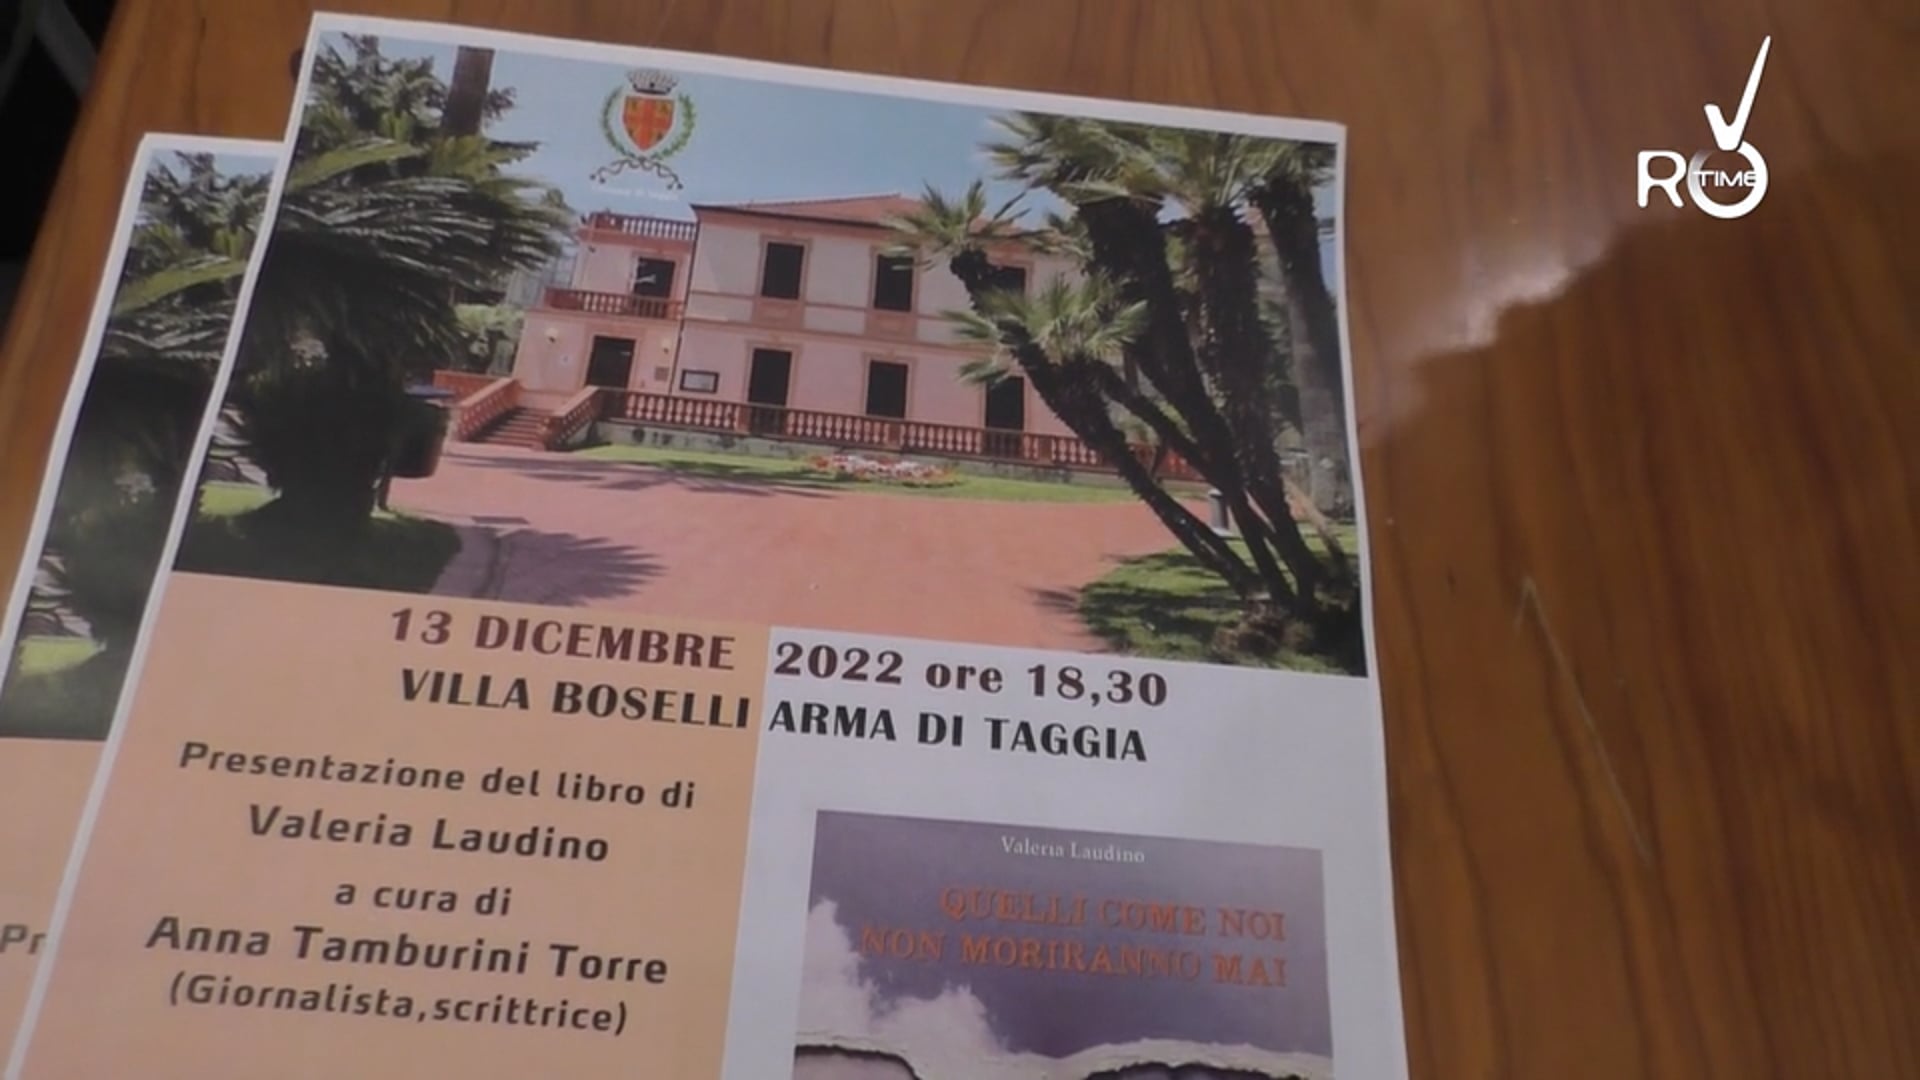 RO
TIME
13 DICEMBRE 2022 ore 18,30
VILLA BOSELLI ARMA DI TAGGIA
Presentazione del libro di
Valeria Laudino
a cura di
Anna Tamburini Torre
(Giornalista,scrittrice)
Valeria Laudino
QUELLI COME NOI
NON MORIRANNO MAI
Pr